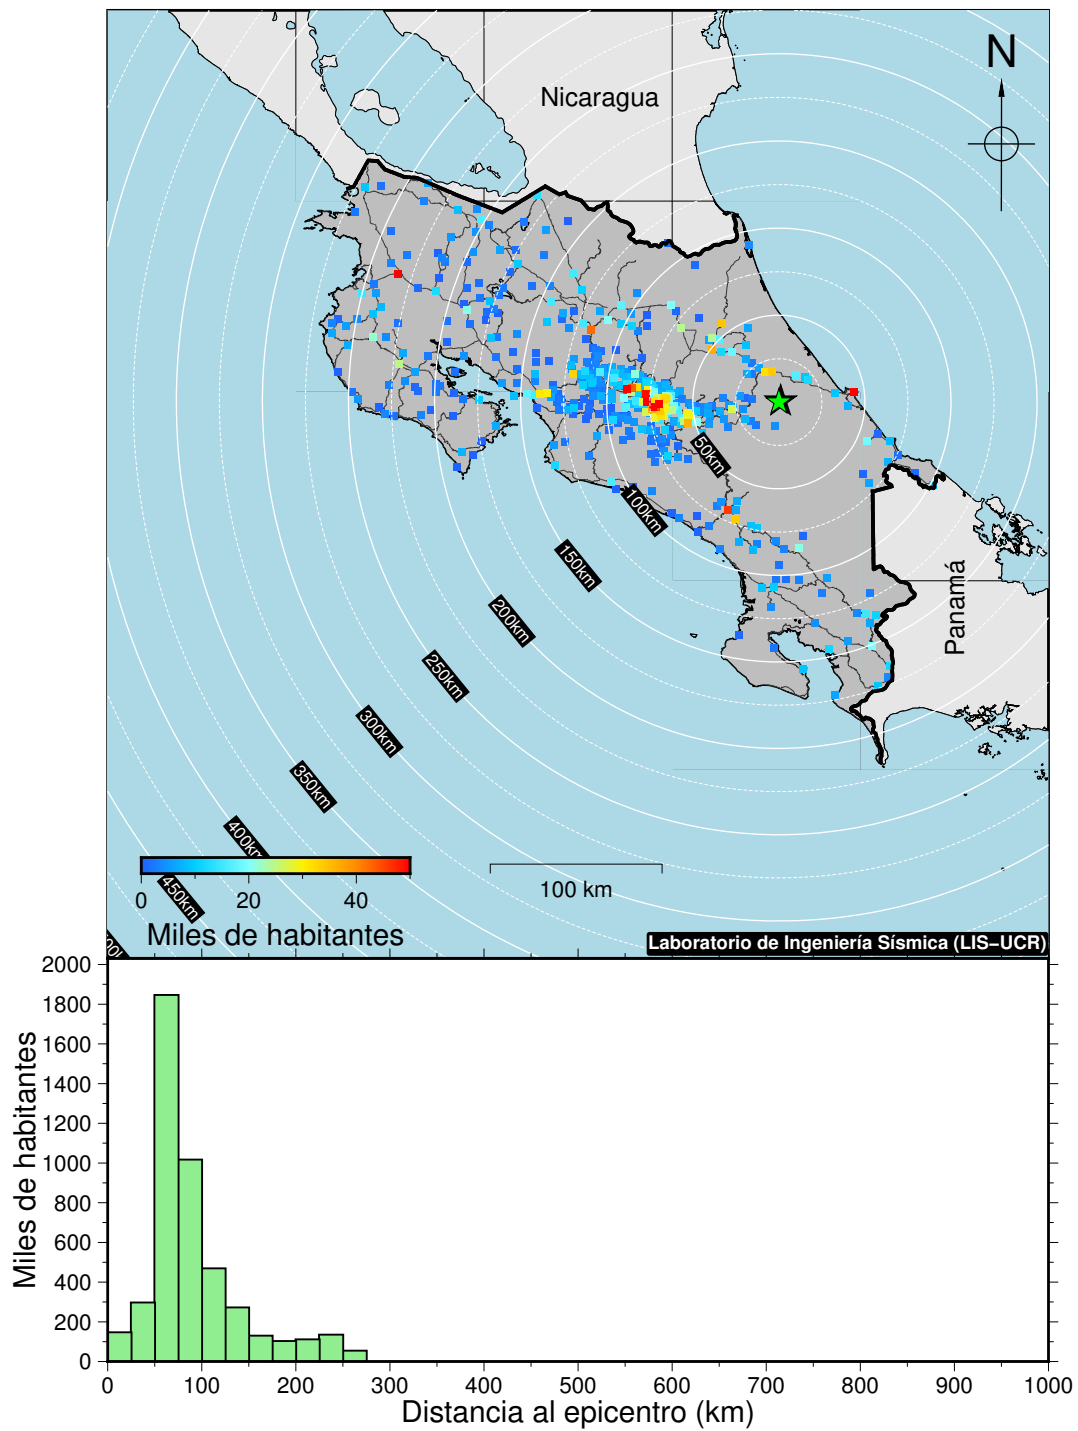 N
Nicaragua
Panamá
50km
100km
150km
200km
250km
300km
350km
400km
450km
0
20
40
Miles de habitantes
100 km
Laboratorio de Ingeniería Sísmica (LIS-UCR)
2000
1800
1600
1400
1200
1000
800
600
400
200
0
Miles de habitantes
0 100 200 300 400 500 600 700 800 900 1000
Distancia al epicentro (km)